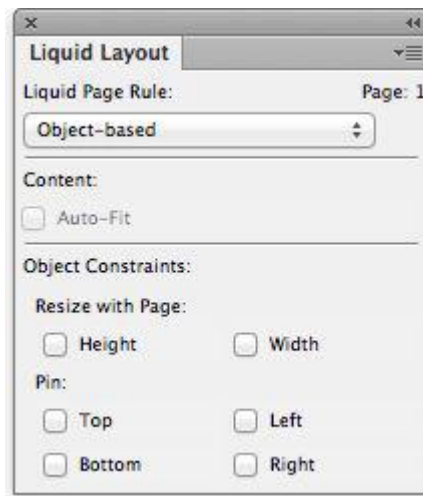 Liquid Layout
Liquid Page Rule: Page: 1
Object-based
Content:
Auto-Fit
Object Constraints:
Resize with Page:
Height Width
Pin:
Top Left
Bottom Right